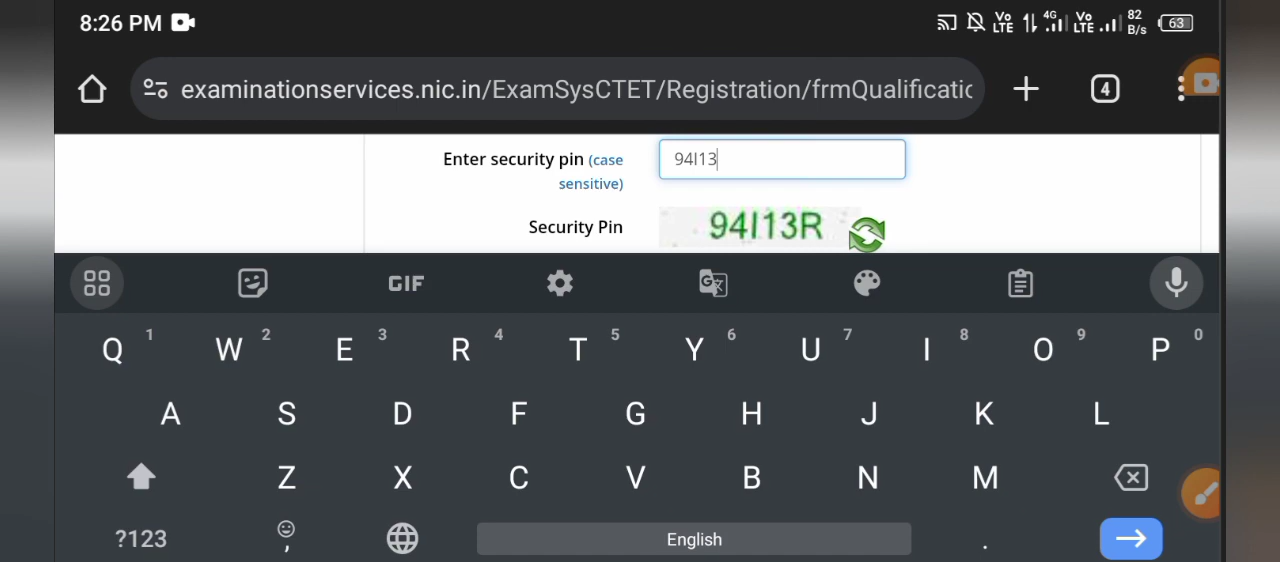 8:26 PM
Vo LTE 4G Vo LTE 82 B/s 63
examinationservices.nic.in/ExamSysCTET/Registration/frmQualificatic
4
Enter security pin (case sensitive)
94I13
Security Pin
94I13R
GIF
Q 1 W 2 E 3 R 4 T 5 Y 6 U 7 I 8 O 9 P 0
A S D F G H J K L
Z X C V B N M
?123 , English .